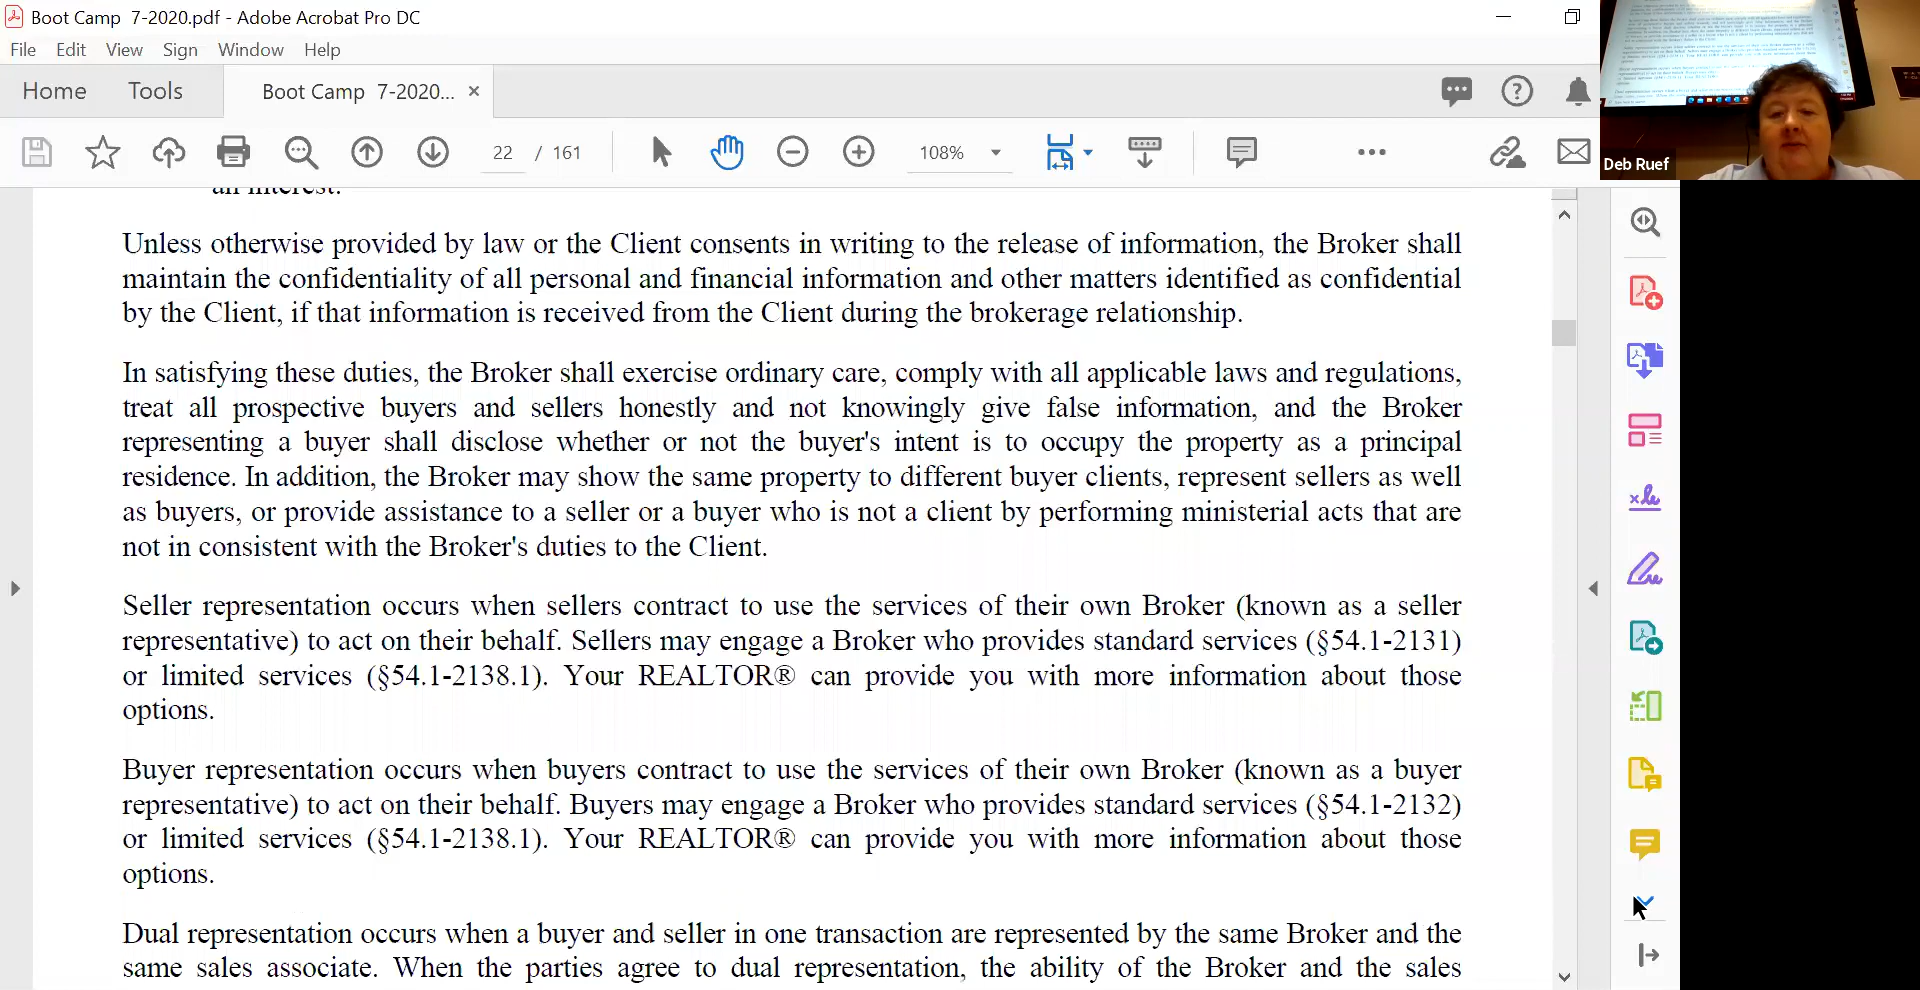 Boot Camp 7-2020.pdf - Adobe Acrobat Pro DC
File Edit View Sign Window Help
Home Tools Boot Camp 7-2020... ×
22 / 161 108%
Deb Ruef
an interest.
Unless otherwise provided by law or the Client consents in writing to the release of information, the Broker shall
maintain the confidentiality of all personal and financial information and other matters identified as confidential
by the Client, if that information is received from the Client during the brokerage relationship.
In satisfying these duties, the Broker shall exercise ordinary care, comply with all applicable laws and regulations,
treat all prospective buyers and sellers honestly and not knowingly give false information, and the Broker
representing a buyer shall disclose whether or not the buyer's intent is to occupy the property as a principal
residence. In addition, the Broker may show the same property to different buyer clients, represent sellers as well
as buyers, or provide assistance to a seller or a buyer who is not a client by performing ministerial acts that are
not in consistent with the Broker's duties to the Client.
Seller representation occurs when sellers contract to use the services of their own Broker (known as a seller
representative) to act on their behalf. Sellers may engage a Broker who provides standard services (§54.1-2131)
or limited services (§54.1-2138.1). Your REALTOR® can provide you with more information about those
options.
Buyer representation occurs when buyers contract to use the services of their own Broker (known as a buyer
representative) to act on their behalf. Buyers may engage a Broker who provides standard services (§54.1-2132)
or limited services (§54.1-2138.1). Your REALTOR® can provide you with more information about those
options.
Dual representation occurs when a buyer and seller in one transaction are represented by the same Broker and the
same sales associate. When the parties agree to dual representation, the ability of the Broker and the sales